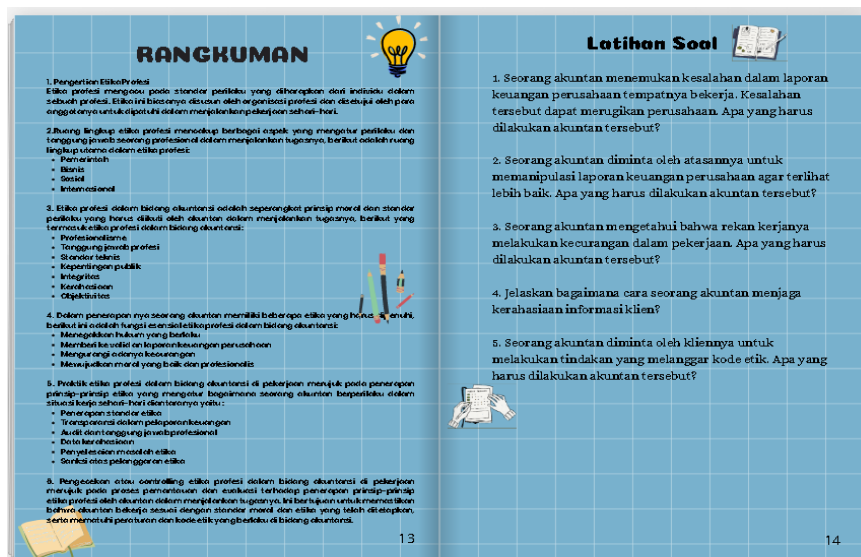 RANGKUMAN
1. Pengertian Etika Profesi
Etika profesi mengacu pada standar perilaku yang diharapkan dari individu dalam
sebuah profesi. Etika ini biasanya disusun oleh organisasi profesi dan disetujui oleh para
anggotanya untuk dipatuhi dalam menjalankan pekerjaan sehari-hari.
2.Ruang lingkup etika profesi mencakup berbagai aspek yang mengatur perilaku dan
tanggung jawab seorang profesional dalam menjalankan tugasnya, berikut adalah ruang
lingkup utama dalam etika profesi:
• Pemerintah
• Bisnis
• Sosial
• Internasional
3. Etika profesi dalam bidang akuntansi adalah seperangkat prinsip moral dan standar
perilaku yang harus diikuti oleh akuntan dalam menjalankan tugasnya, berikut yang
termasuk etika profesi dalam bidang akuntansi:
• Profesionalisme
• Tanggung jawab profesi
• Standar teknis
• Kepentingan publik
• Integritas
• Kerahasiaan
• Objektivitas
4. Dalam penerapan nya seorang akuntan memiliki beberapa etika yang harus dipenuhi,
berikut ini adalah fungsi esensial etika profesi dalam bidang akuntansi:
• Menegakkan hukum yang berlaku
• Memberi ke valid an laporan keuangan perusahaan
• Mengurangi adanya kecurangan
• Mewujudkan moral yang baik dan profesionalis
5. Praktik etika profesi dalam bidang akuntansi di pekerjaan merujuk pada penerapan
prinsip-prinsip etika yang mengatur bagaimana seorang akuntan berperilaku dalam
situasi kerja sehari-hari diantaranya yaitu :
• Penerapan standar etika
• Transparansi dalam pelaporan keuangan
• Audit dan tanggung jawab profesional
• Data kerahasiaan
• Penyelesaian masalah etika
• Sanksi atas pelanggaran etika
6. Pengecekan atau controlling etika profesi dalam bidang akuntansi di pekerjaan
merujuk pada proses pemantauan dan evaluasi terhadap penerapan prinsip-prinsip
etika profesi oleh akuntan dalam menjalankan tugasnya. Ini bertujuan untuk memastikan
bahwa akuntan bekerja sesuai dengan standar moral dan etika yang telah ditetapkan,
serta mematuhi peraturan dan kode etik yang berlaku di bidang akuntansi.
13
Latihan Soal
1. Seorang akuntan menemukan kesalahan dalam laporan
keuangan perusahaan tempatnya bekerja. Kesalahan
tersebut dapat merugikan perusahaan. Apa yang harus
dilakukan akuntan tersebut?
2. Seorang akuntan diminta oleh atasannya untuk
memanipulasi laporan keuangan perusahaan agar terlihat
lebih baik. Apa yang harus dilakukan akuntan tersebut?
3. Seorang akuntan mengetahui bahwa rekan kerjanya
melakukan kecurangan dalam pekerjaan. Apa yang harus
dilakukan akuntan tersebut?
4. Jelaskan bagaimana cara seorang akuntan menjaga
kerahasiaan informasi klien?
5. Seorang akuntan diminta oleh kliennya untuk
melakukan tindakan yang melanggar kode etik. Apa yang
harus dilakukan akuntan tersebut?
14